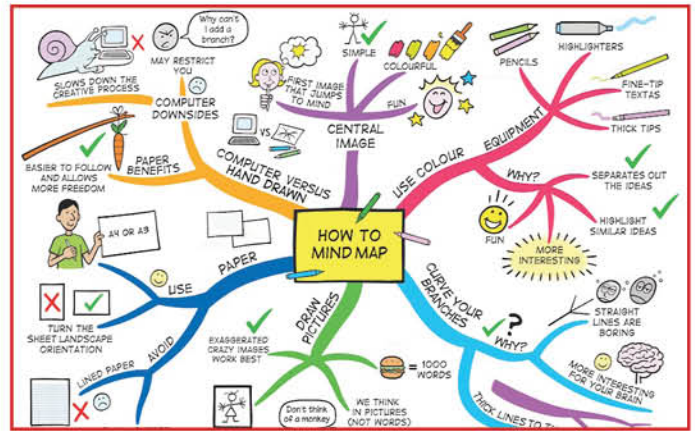 Why can't
I add a
branch?
SLOWS DOWN THE
CREATIVE PROCESS
MAY RESTRICT
YOU
COMPUTER
DOWNSIDES
EASIER TO FOLLOW
AND ALLOWS
MORE FREEDOM
PAPER
BENEFITS
VS
COMPUTER VERSUS
HAND DRAWN
SIMPLE
COLOURFUL
FIRST IMAGE
THAT JUMPS
TO MIND
FUN
CENTRAL
IMAGE
HIGHLIGHTERS
PENCILS
FINE-TIP
TEXTAS
THICK TIPS
EQUIPMENT
USE COLOUR
WHY?
SEPARATES OUT
THE IDEAS
HIGHLIGHT
SIMILAR IDEAS
FUN
MORE
INTERESTING
HOW TO
MIND MAP
A4 OR A3
PAPER
USE
TURN THE
SHEET LANDSCAPE
ORIENTATION
AVOID
LINED PAPER
DRAW
PICTURES
EXAGGERATED
CRAZY IMAGES
WORK BEST
= 1000
WORDS
Don't think
of a monkey
WE THINK
IN PICTURES
(NOT WORDS)
CURVE YOUR
BRANCHES
?
WHY?
STRAIGHT
LINES ARE
BORING
MORE INTERESTING
FOR YOUR BRAIN
THICK LINES TO